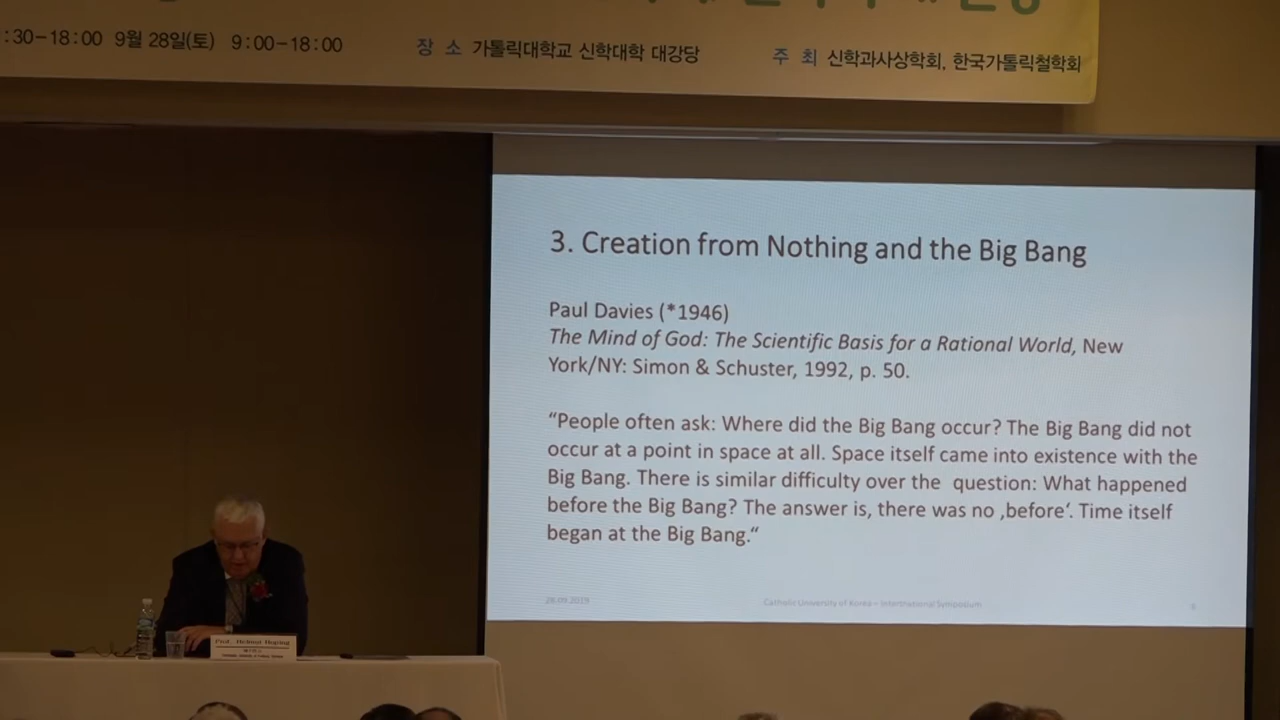 :30-18:00 9월 28일(토) 9:00-18:00
장 소 가톨릭대학교 신학대학 대강당
주 최 신학과사상학회, 한국가톨릭철학회
3. Creation from Nothing and the Big Bang
Paul Davies (*1946)
The Mind of God: The Scientific Basis for a Rational World, New
York/NY: Simon & Schuster, 1992, p. 50.
“People often ask: Where did the Big Bang occur? The Big Bang did not
occur at a point in space at all. Space itself came into existence with the
Big Bang. There is similar difficulty over the question: What happened
before the Big Bang? The answer is, there was no ‚before‘. Time itself
began at the Big Bang.“
28.09.2019
Catholic University of Korea – International Symposium
Prof. Helmut Hoping